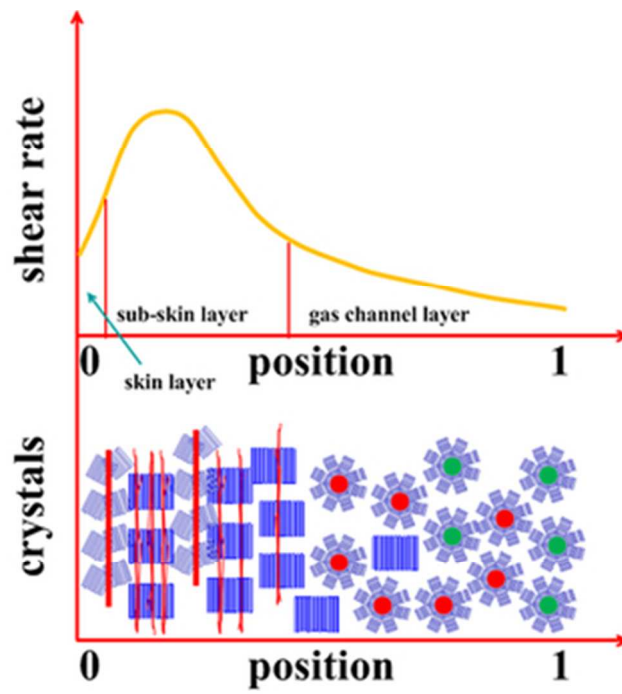 shear rate
sub-skin layer
gas channel layer
0
position
1
skin layer
crystals
0
position
1